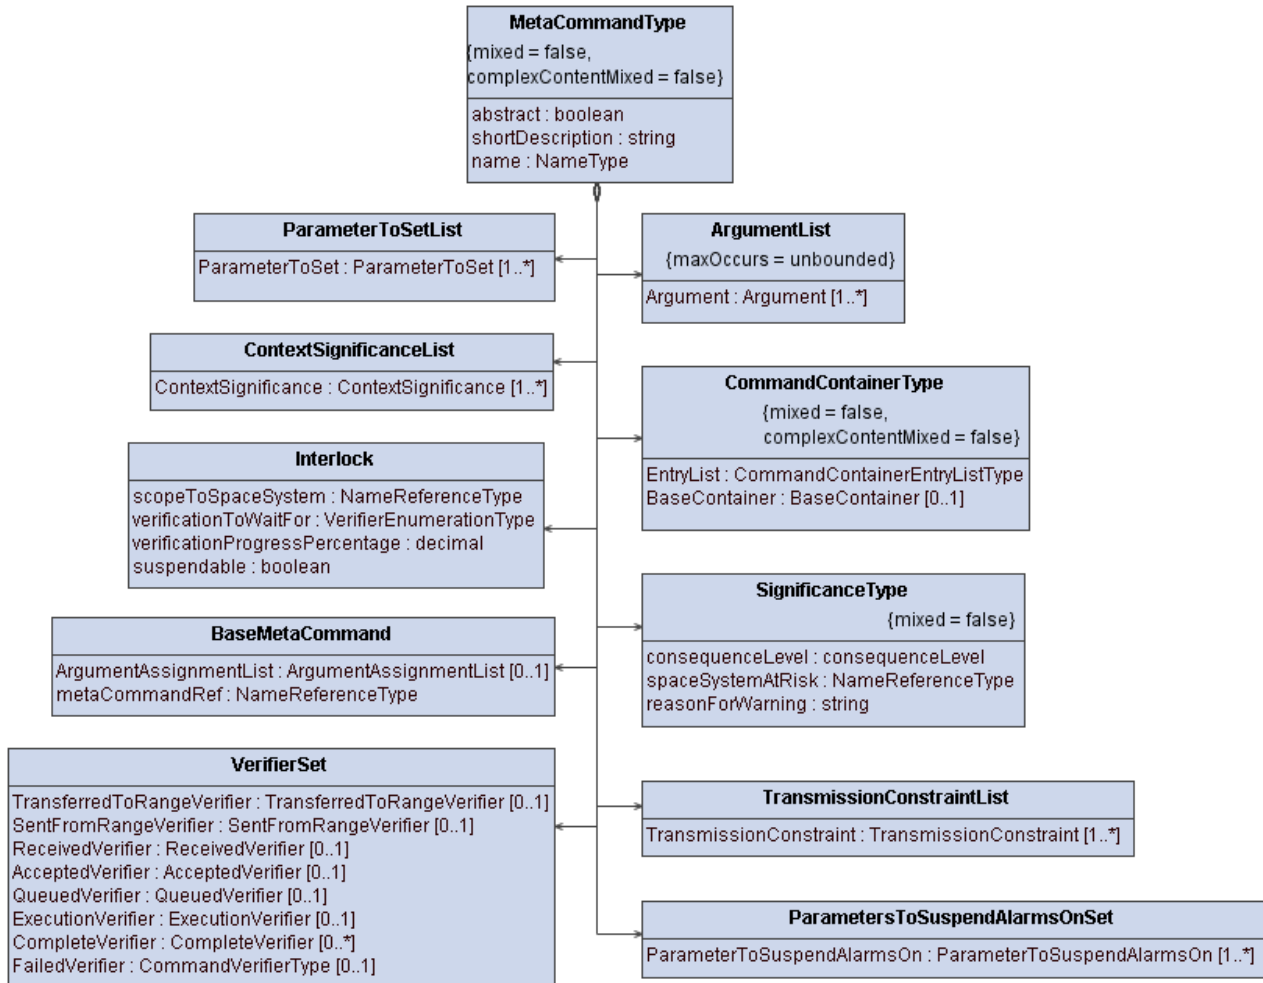 MetaCommandType
{mixed = false,
complexContentMixed = false}
abstract : boolean
shortDescription : string
name : NameType
ParameterToSetList
ParameterToSet : ParameterToSet [1..*]
ArgumentList
{maxOccurs = unbounded}
Argument : Argument [1..*]
ContextSignificanceList
ContextSignificance : ContextSignificance [1..*]
CommandContainerType
{mixed = false,
complexContentMixed = false}
EntryList : CommandContainerEntryListType
BaseContainer : BaseContainer [0..1]
Interlock
scopeToSpaceSystem : NameReferenceType
verificationToWaitFor : VerifierEnumerationType
verificationProgressPercentage : decimal
suspendable : boolean
SignificanceType
{mixed = false}
consequenceLevel : consequenceLevel
spaceSystemAtRisk : NameReferenceType
reasonForWarning : string
BaseMetaCommand
ArgumentAssignmentList : ArgumentAssignmentList [0..1]
metaCommandRef : NameReferenceType
VerifierSet
TransferredToRangeVerifier : TransferredToRangeVerifier [0..1]
SentFromRangeVerifier : SentFromRangeVerifier [0..1]
ReceivedVerifier : ReceivedVerifier [0..1]
AcceptedVerifier : AcceptedVerifier [0..1]
QueuedVerifier : QueuedVerifier [0..1]
ExecutionVerifier : ExecutionVerifier [0..1]
CompleteVerifier : CompleteVerifier [0..*]
FailedVerifier : CommandVerifierType [0..1]
TransmissionConstraintList
TransmissionConstraint : TransmissionConstraint [1..*]
ParametersToSuspendAlarmsOnSet
ParameterToSuspendAlarmsOn : ParameterToSuspendAlarmsOn [1..*]